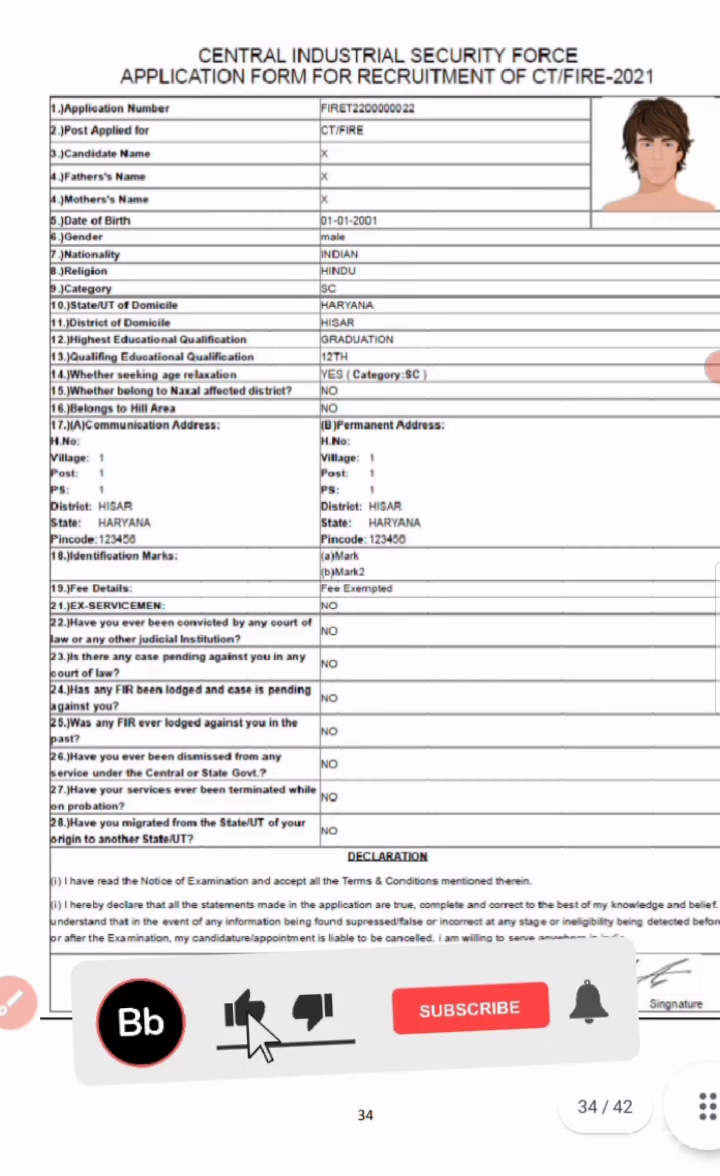 CENTRAL INDUSTRIAL SECURITY FORCE
APPLICATION FORM FOR RECRUITMENT OF CT/FIRE-2021
1.)Application Number FIRET2200000022
2.)Post Applied for CT/FIRE
3.)Candidate Name X
4.)Fathers's Name X
4.)Mothers's Name X
5.)Date of Birth 01-01-2001
6.)Gender male
7.)Nationality INDIAN
8.)Religion HINDU
9.)Category SC
10.)State/UT of Domicile HARYANA
11.)District of Domicile HISAR
12.)Highest Educational Qualification GRADUATION
13.)Qualifing Educational Qualification 12TH
14.)Whether seeking age relaxation YES ( Category:SC )
15.)Whether belong to Naxal affected district? NO
16.)Belongs to Hill Area NO
17.)(A)Communication Address: (B)Permanent Address:
H.No: H.No:
Village: 1 Village: 1
Post: 1 Post: 1
PS: 1 PS: 1
District: HISAR District: HISAR
State: HARYANA State: HARYANA
Pincode: 123456 Pincode: 123456
18.)Identification Marks: (a)Mark
(b)Mark2
19.)Fee Details: Fee Exempted
21.)EX-SERVICEMEN: NO
22.)Have you ever been convicted by any court of
law or any other judicial Institution? NO
23.)Is there any case pending against you in any
court of law? NO
24.)Has any FIR been lodged and case is pending
against you? NO
25.)Was any FIR ever lodged against you in the
past? NO
26.)Have you ever been dismissed from any
service under the Central or State Govt.? NO
27.)Have your services ever been terminated while
on probation? NO
28.)Have you migrated from the State/UT of your
origin to another State/UT? NO
DECLARATION
(i) I have read the Notice of Examination and accept all the Terms & Conditions mentioned therein.
(i) I hereby declare that all the statements made in the application are true, complete and correct to the best of my knowledge and belief.
understand that in the event of any information being found supressed/false or incorrect at any stage or ineligibility being detected before
or after the Examination, my candidature/appointment is liable to be cancelled. i am willing to serve anywhere in
Singnature
Bb
SUBSCRIBE
34 / 42
34